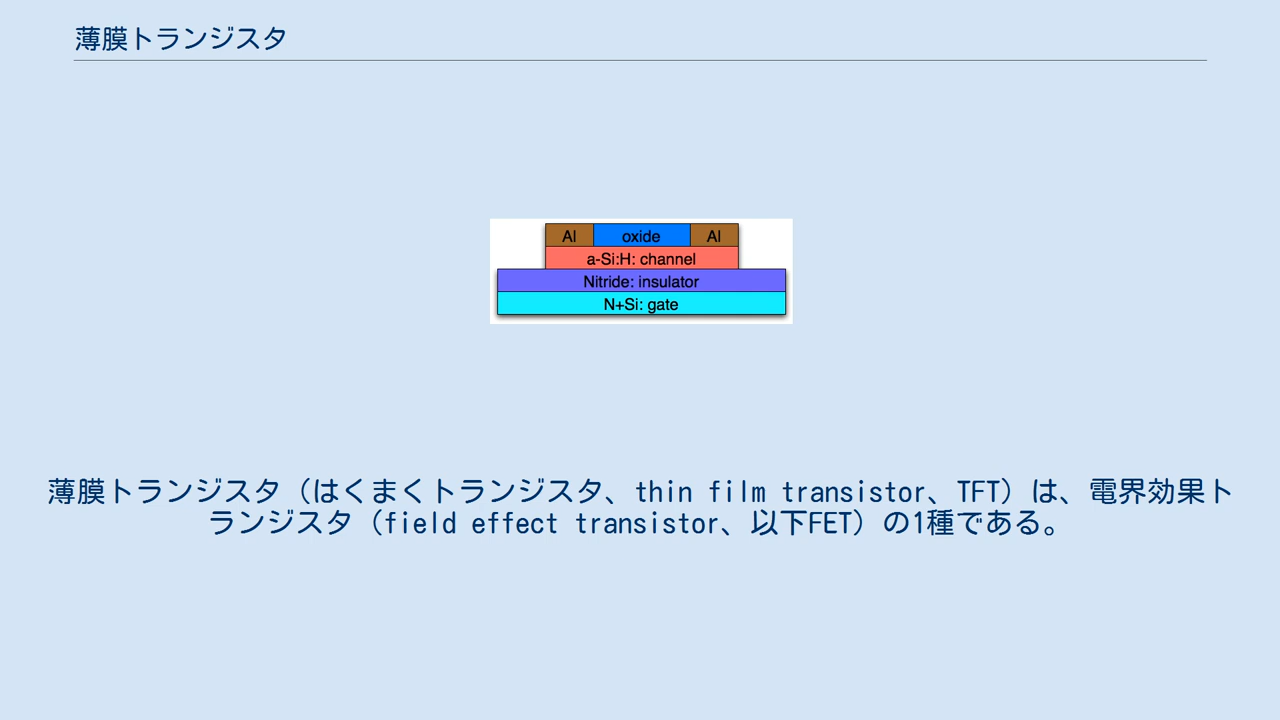 薄膜トランジスタ
Al oxide Al
a-Si:H: channel
Nitride: insulator
N+Si: gate
薄膜トランジスタ（はくまくトランジスタ、thin film transistor、TFT）は、電界効果ト
ランジスタ（field effect transistor、以下FET）の1種である。